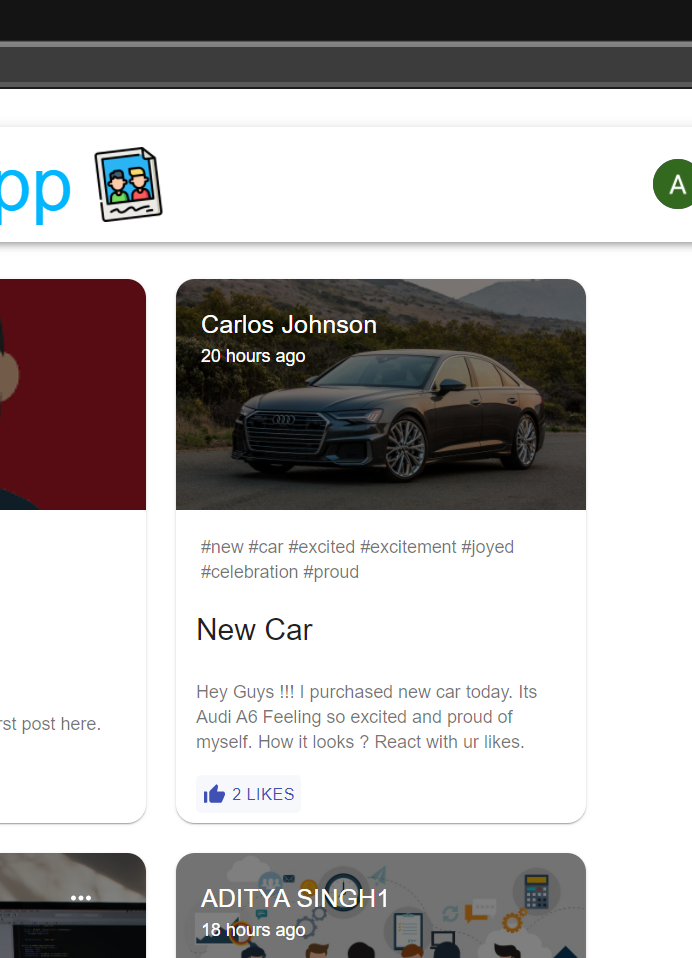 pp
A
Carlos Johnson
20 hours ago
#new #car #excited #excitement #joyed
#celebration #proud
New Car
Hey Guys !!! I purchased new car today. Its
Audi A6 Feeling so excited and proud of
myself. How it looks ? React with ur likes.
2 LIKES
rst post here.
ADITYA SINGH1
18 hours ago